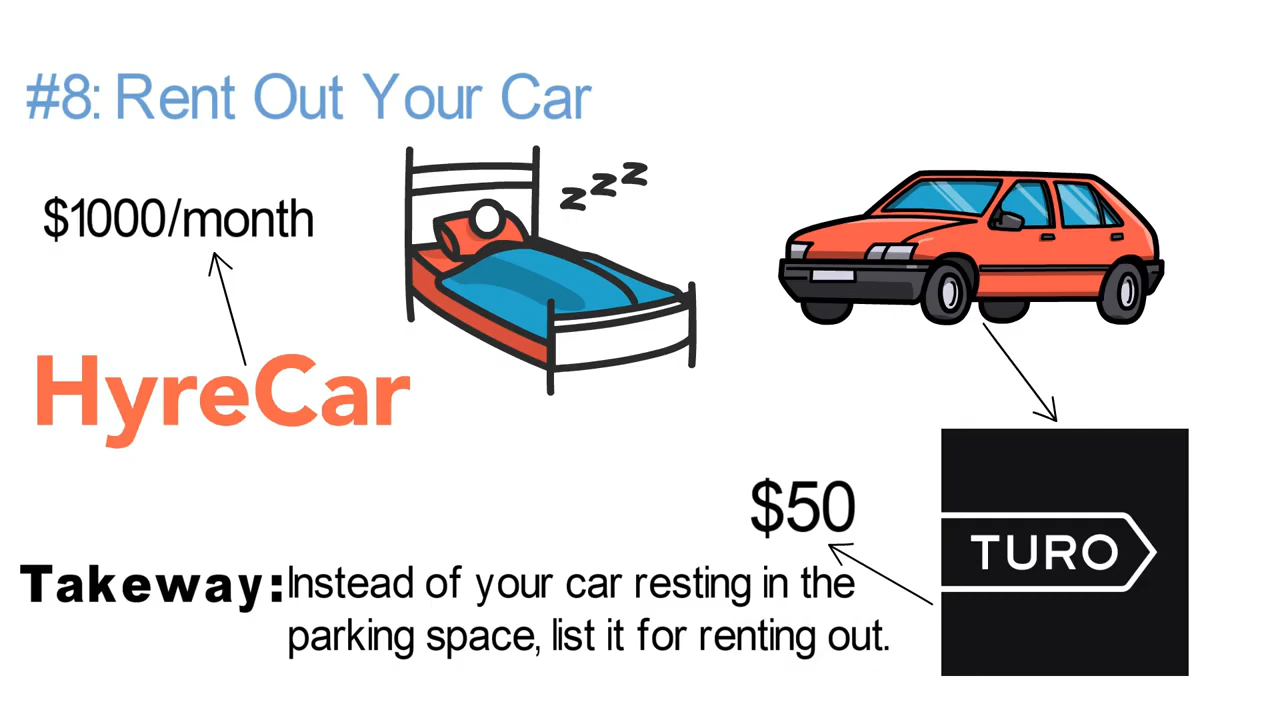 #8: Rent Out Your Car
$1000/month
z z z
HyreCar
$50
TURO
Takeway: Instead of your car resting in the
parking space, list it for renting out.